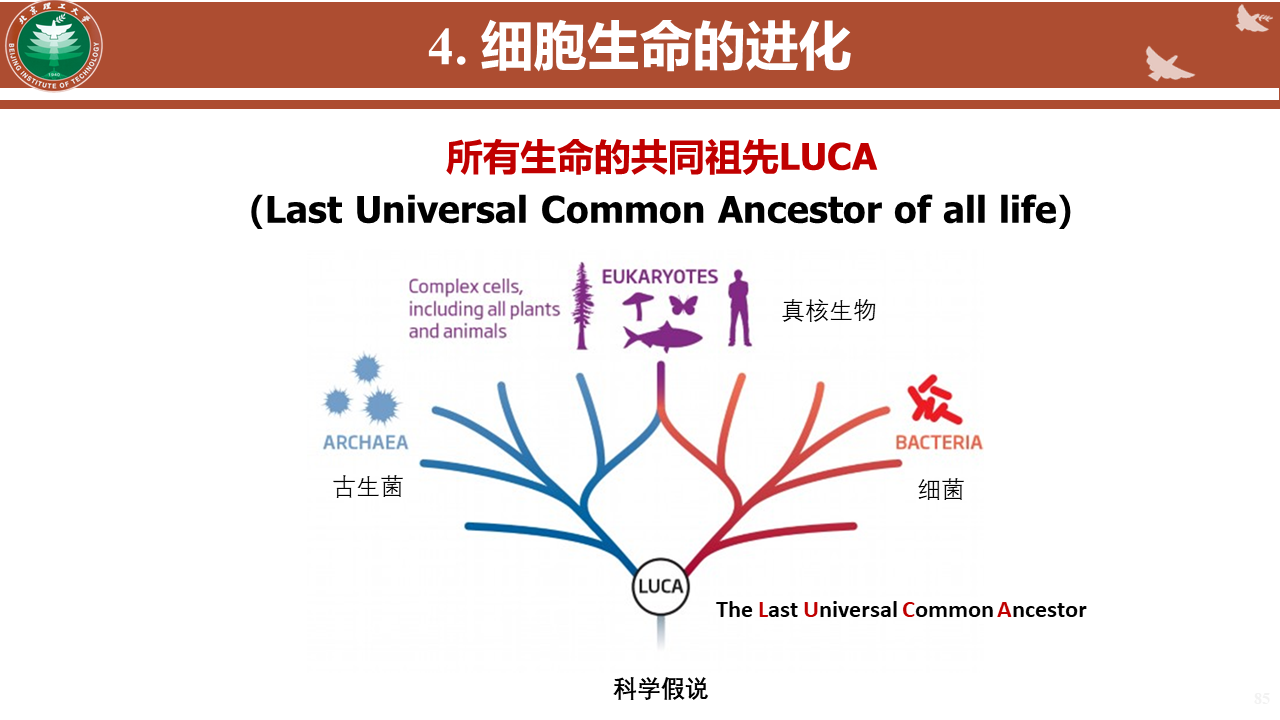 北京理工大学
BEIJING INSTITUTE OF TECHNOLOGY
1940
4. 细胞生命的进化
所有生命的共同祖先LUCA
(Last Universal Common Ancestor of all life)
Complex cells,
including all plants
and animals
EUKARYOTES
真核生物
ARCHAEA
古生菌
BACTERIA
细菌
LUCA
The Last Universal Common Ancestor
科学假说
85